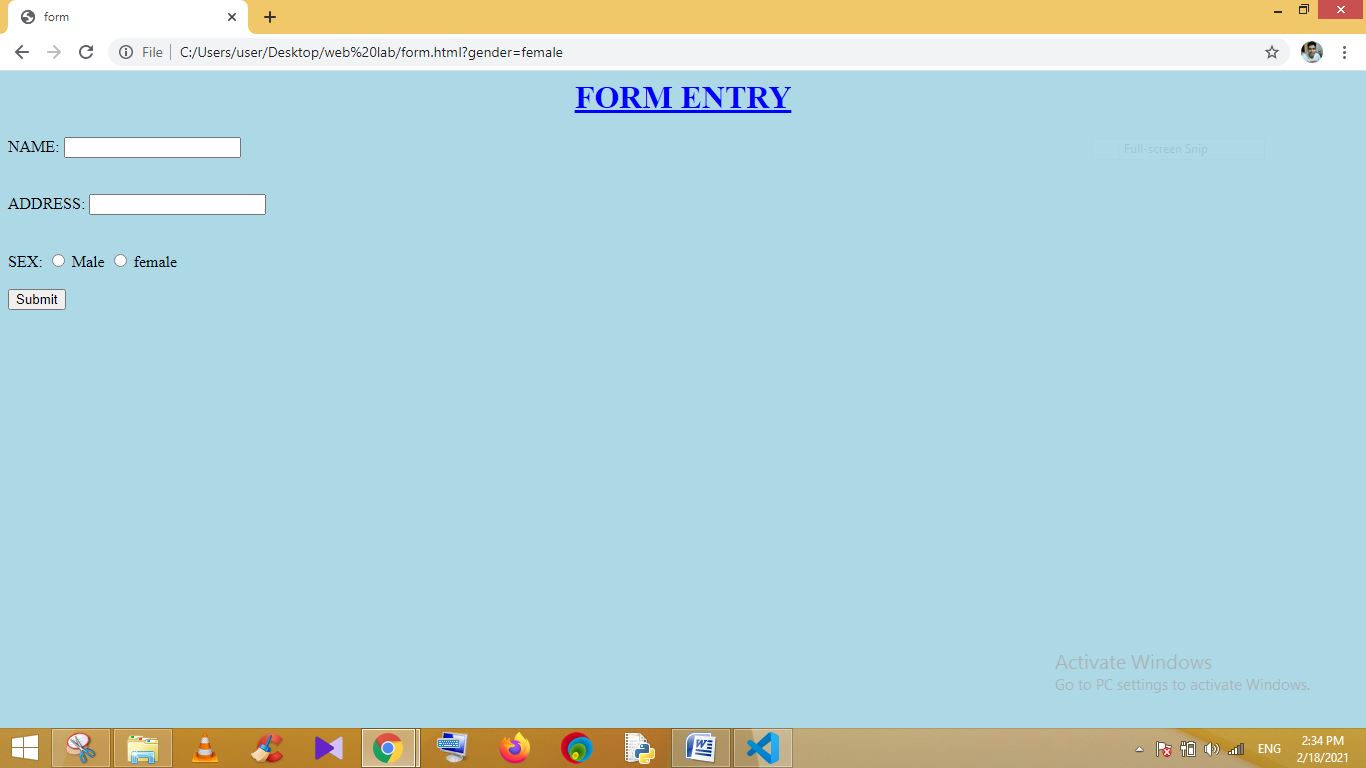 form
File
C:/Users/user/Desktop/web%20lab/form.html?gender=female
FORM ENTRY
NAME:
Full-screen Snip
ADDRESS:
SEX: Male female
Submit
Activate Windows
Go to PC settings to activate Windows.
ENG
2:34 PM
2/18/2021